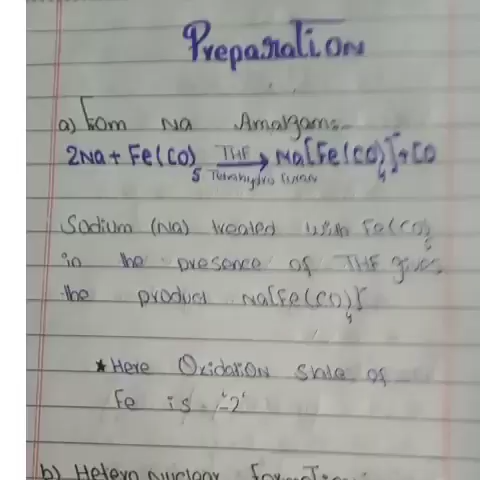 Preparation
a) From Na Amalgam:-
2Na + Fe(CO)5 THF → Na[Fe(CO)4] + CO
Tetrahydro furan
Sodium (Na) treated with Fe(CO)5
in the presence of THF gives
the product Na[Fe(CO)4]
*Here Oxidation State of
Fe is '-2'
b) Hetero nuclear formation: